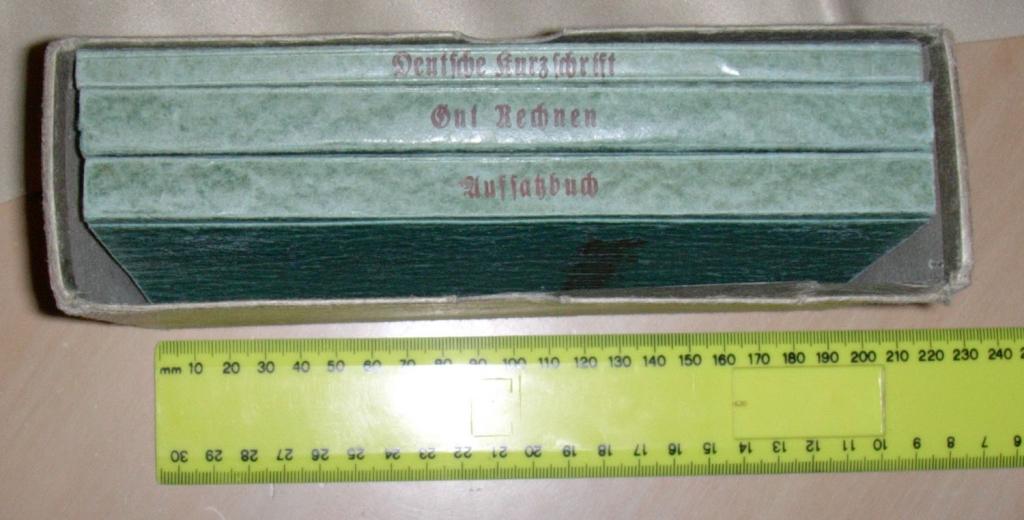 Deutsche Kurzschrift
Gut Rechnen
Aufsatzbuch
mm 10 20 30 40 50 60 70 80 90 100 110 120 130 140 150 160 170 180 190 200 210 220 230 240 2
30 29 28 27 26 25 24 23 22 21 20 19 18 17 16 15 14 13 12 11 10 9 8 7 6